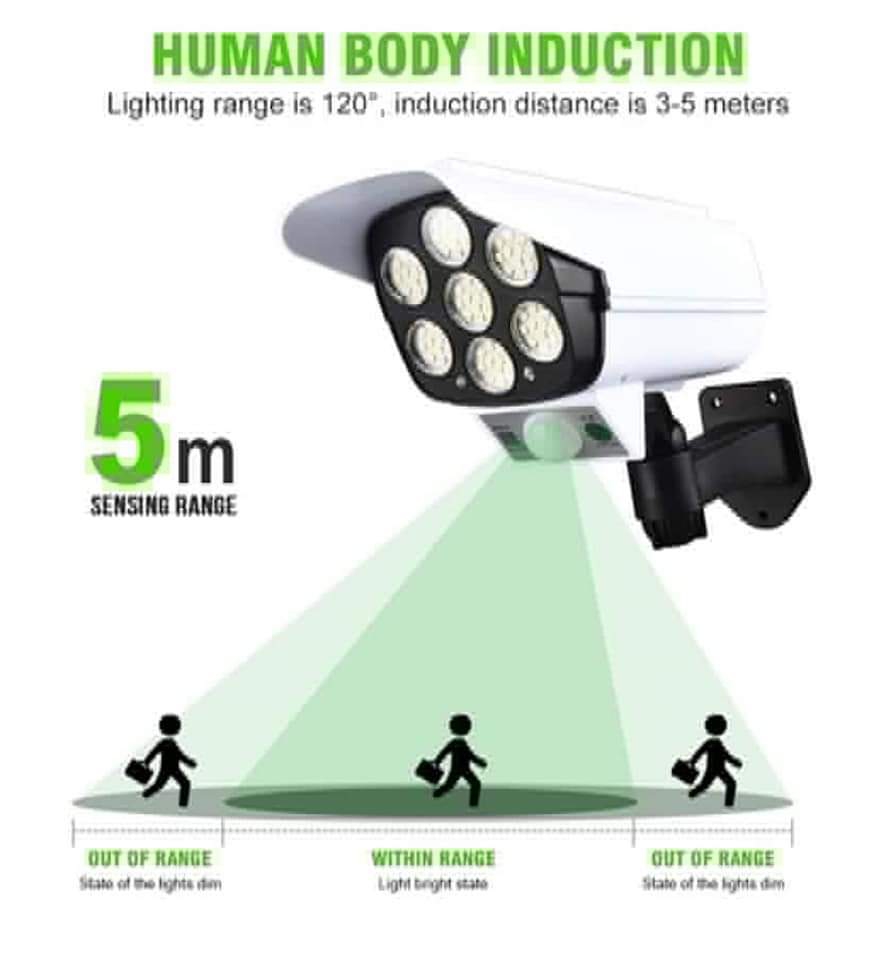 HUMAN BODY INDUCTION
Lighting range is 120°, induction distance is 3-5 meters
5m
SENSING RANGE
OUT OF RANGE
State of the lights dim
WITHIN RANGE
Light bright state
OUT OF RANGE
State of the lights dim